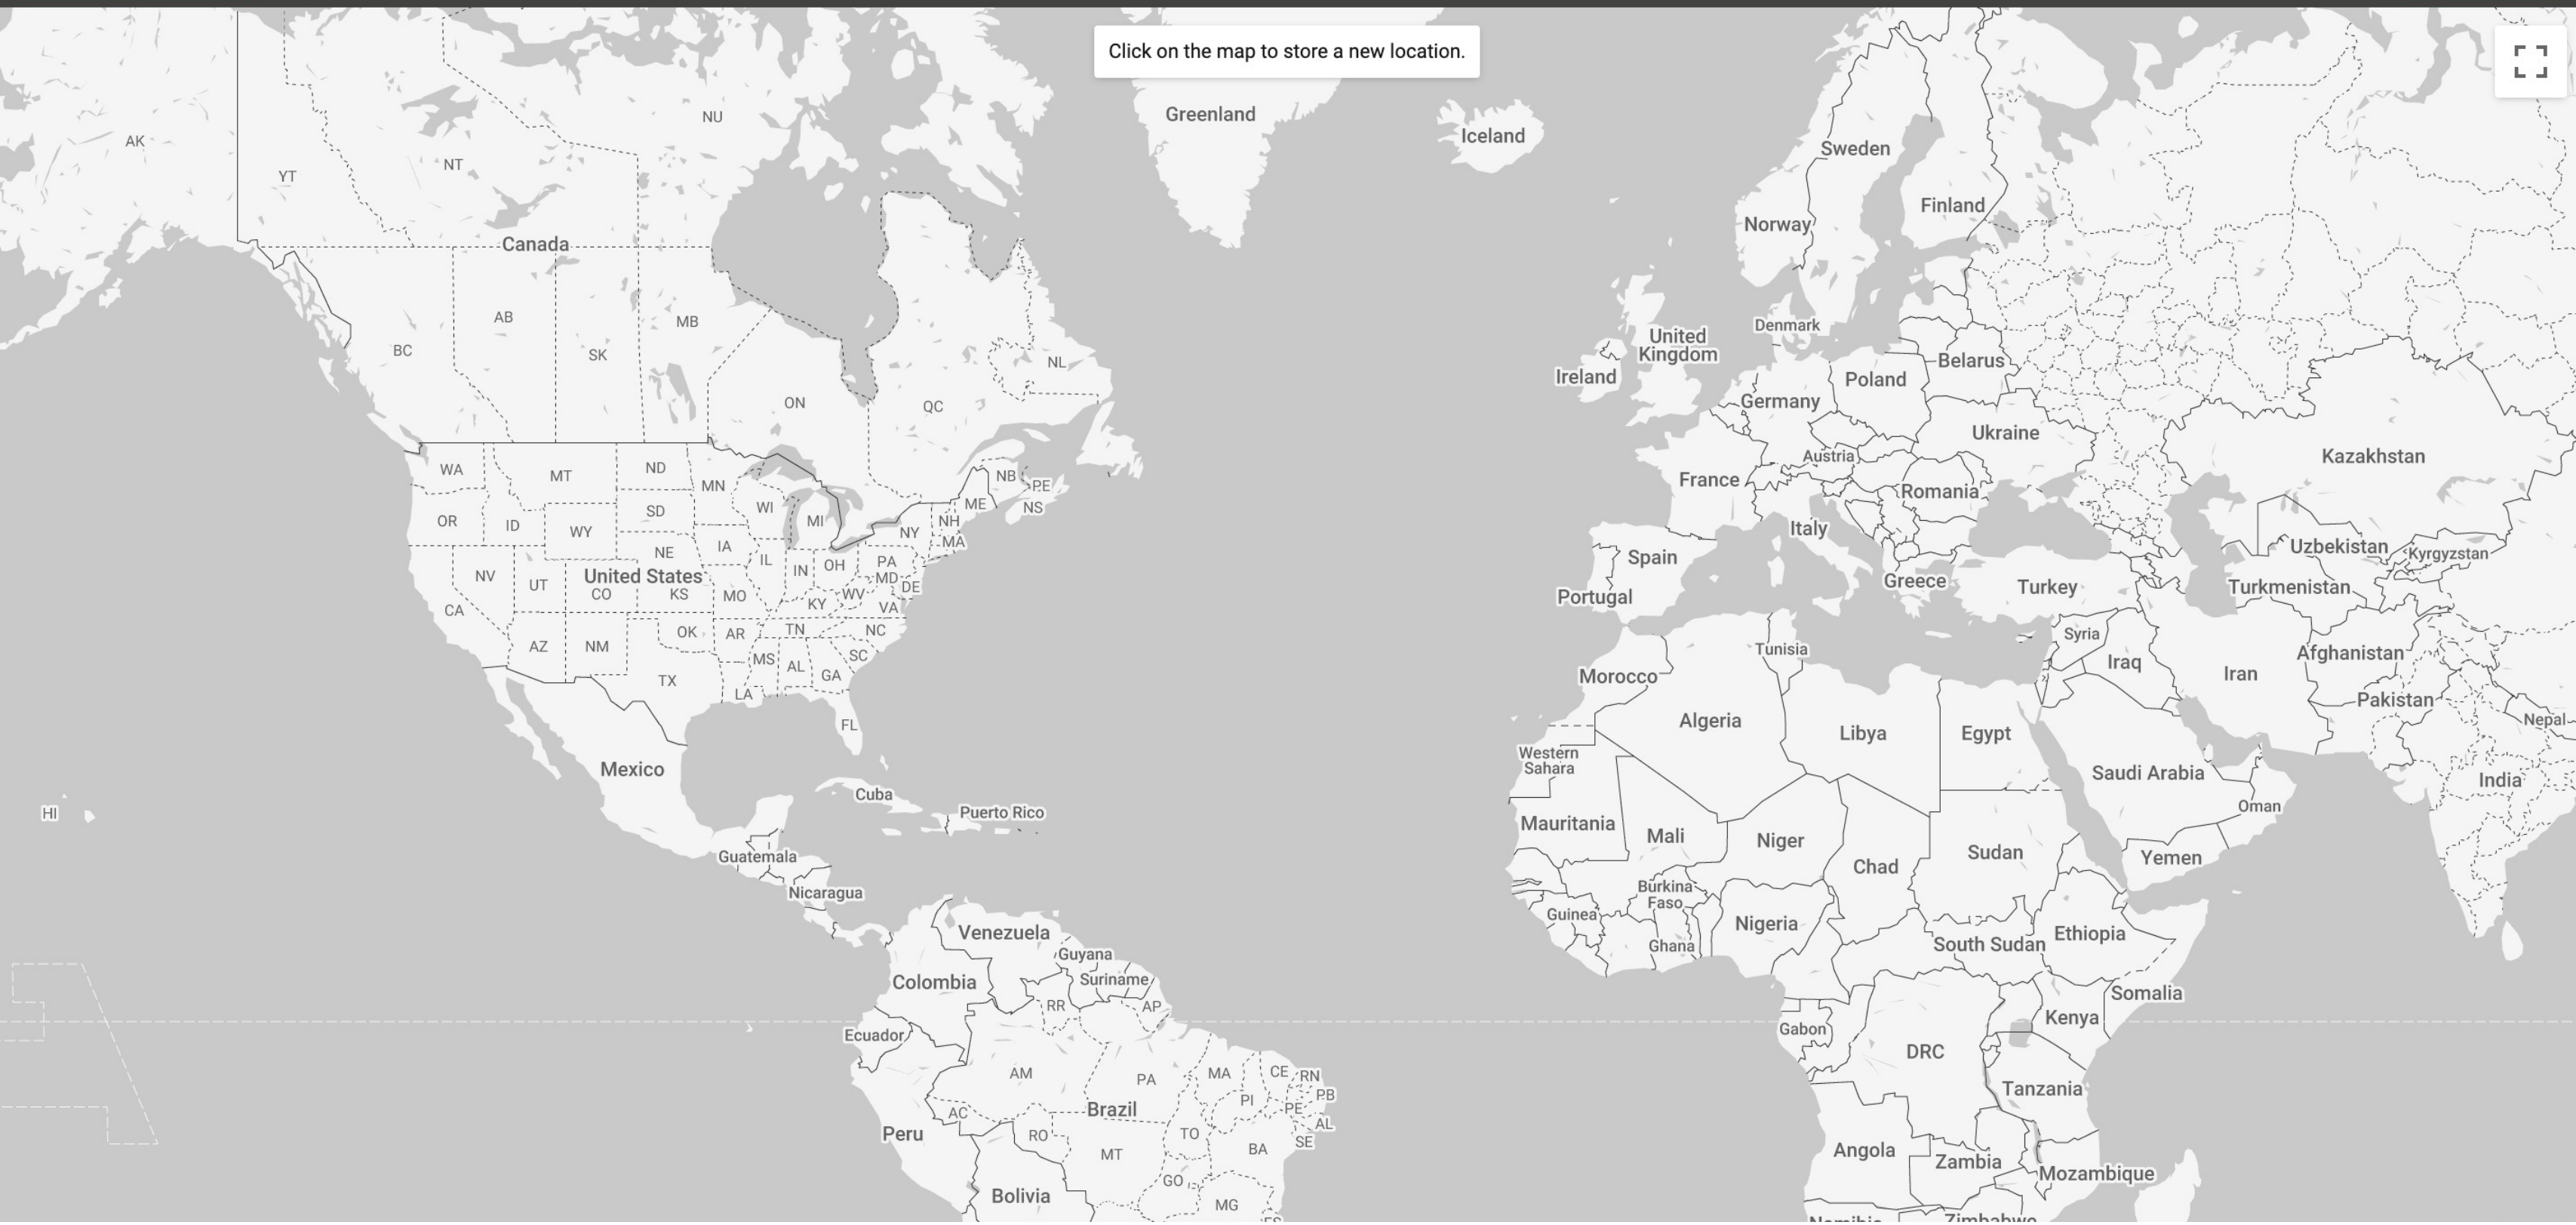 Click on the map to store a new location.
Greenland
Iceland
AK
YT
NT
NU
Canada
BC
AB
SK
MB
ON
QC
NL
NB
PE
NS
WA
MT
ND
MN
OR
ID
WY
SD
WI
MI
NY
NH
ME
MA
NV
UT
NE
IA
IL
IN
OH
PA
MD
DE
United States
CO
KS
MO
KY
WV
VA
CA
AZ
NM
OK
AR
TN
NC
TX
LA
MS
AL
GA
SC
FL
HI
Mexico
Cuba
Puerto Rico
Guatemala
Nicaragua
Venezuela
Guyana
Suriname
Colombia
RR
AP
Ecuador
AM
PA
MA
CE
RN
PB
PI
PE
AL
SE
Brazil
AC
RO
TO
BA
MT
Peru
GO
Bolivia
MG
ES
Sweden
Finland
Norway
Denmark
United
Kingdom
Ireland
Belarus
Poland
Germany
Ukraine
Austria
France
Romania
Italy
Kazakhstan
Spain
Portugal
Greece
Turkey
Uzbekistan
Kyrgyzstan
Turkmenistan
Syria
Iraq
Iran
Afghanistan
Pakistan
Nepal
India
Tunisia
Morocco
Algeria
Libya
Egypt
Western
Sahara
Saudi Arabia
Oman
Yemen
Mauritania
Mali
Niger
Chad
Sudan
Burkina
Faso
Guinea
Ghana
Nigeria
South Sudan
Ethiopia
Somalia
Kenya
Gabon
DRC
Tanzania
Angola
Zambia
Mozambique
Namibia
Zimbabwe